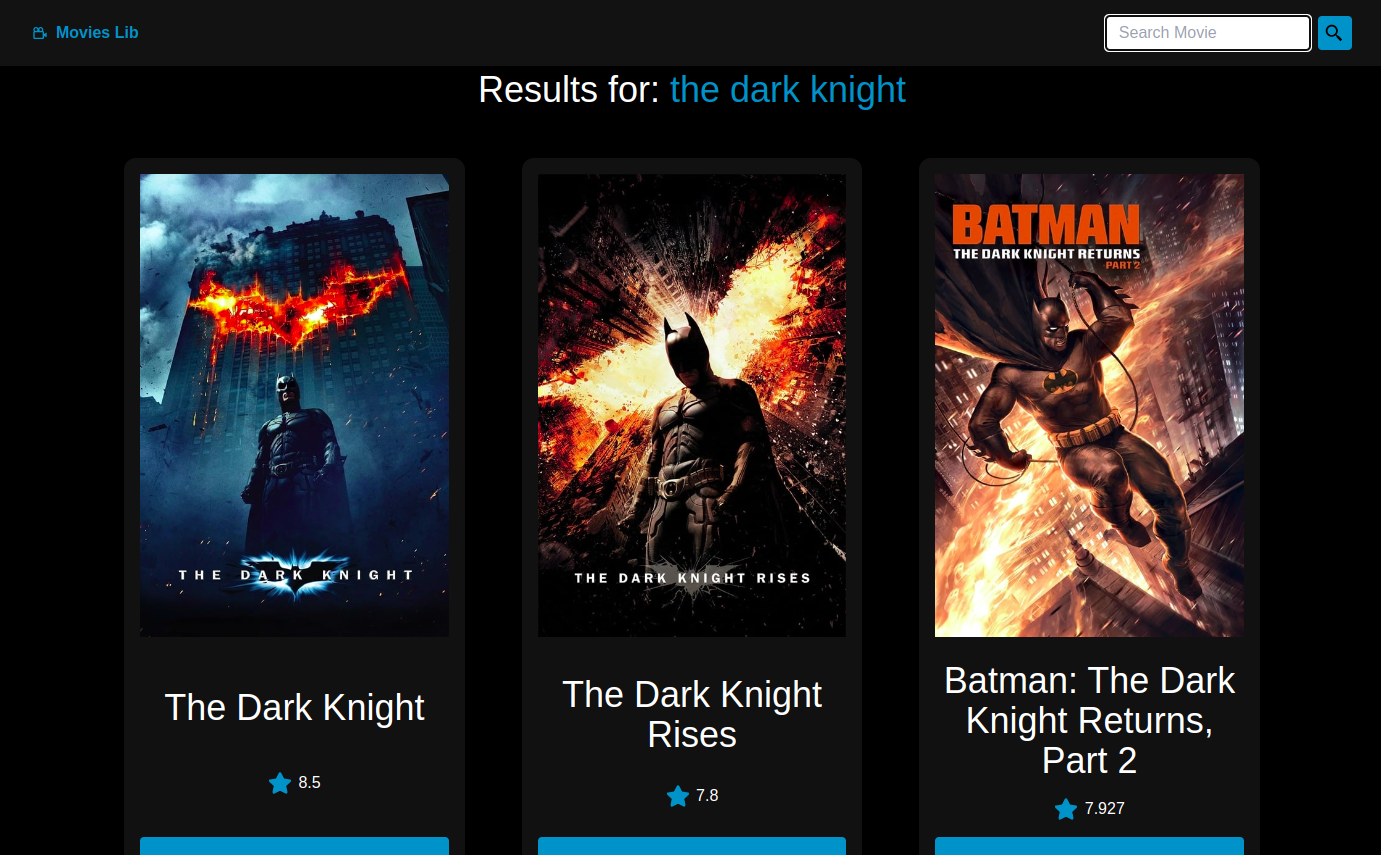 Movies Lib
Search Movie
Results for: the dark knight
THE DARK KNIGHT
THE DARK KNIGHT RISES
BATMAN
THE DARK KNIGHT RETURNS
PART 2
The Dark Knight
8.5
The Dark Knight
Rises
7.8
Batman: The Dark
Knight Returns,
Part 2
7.927